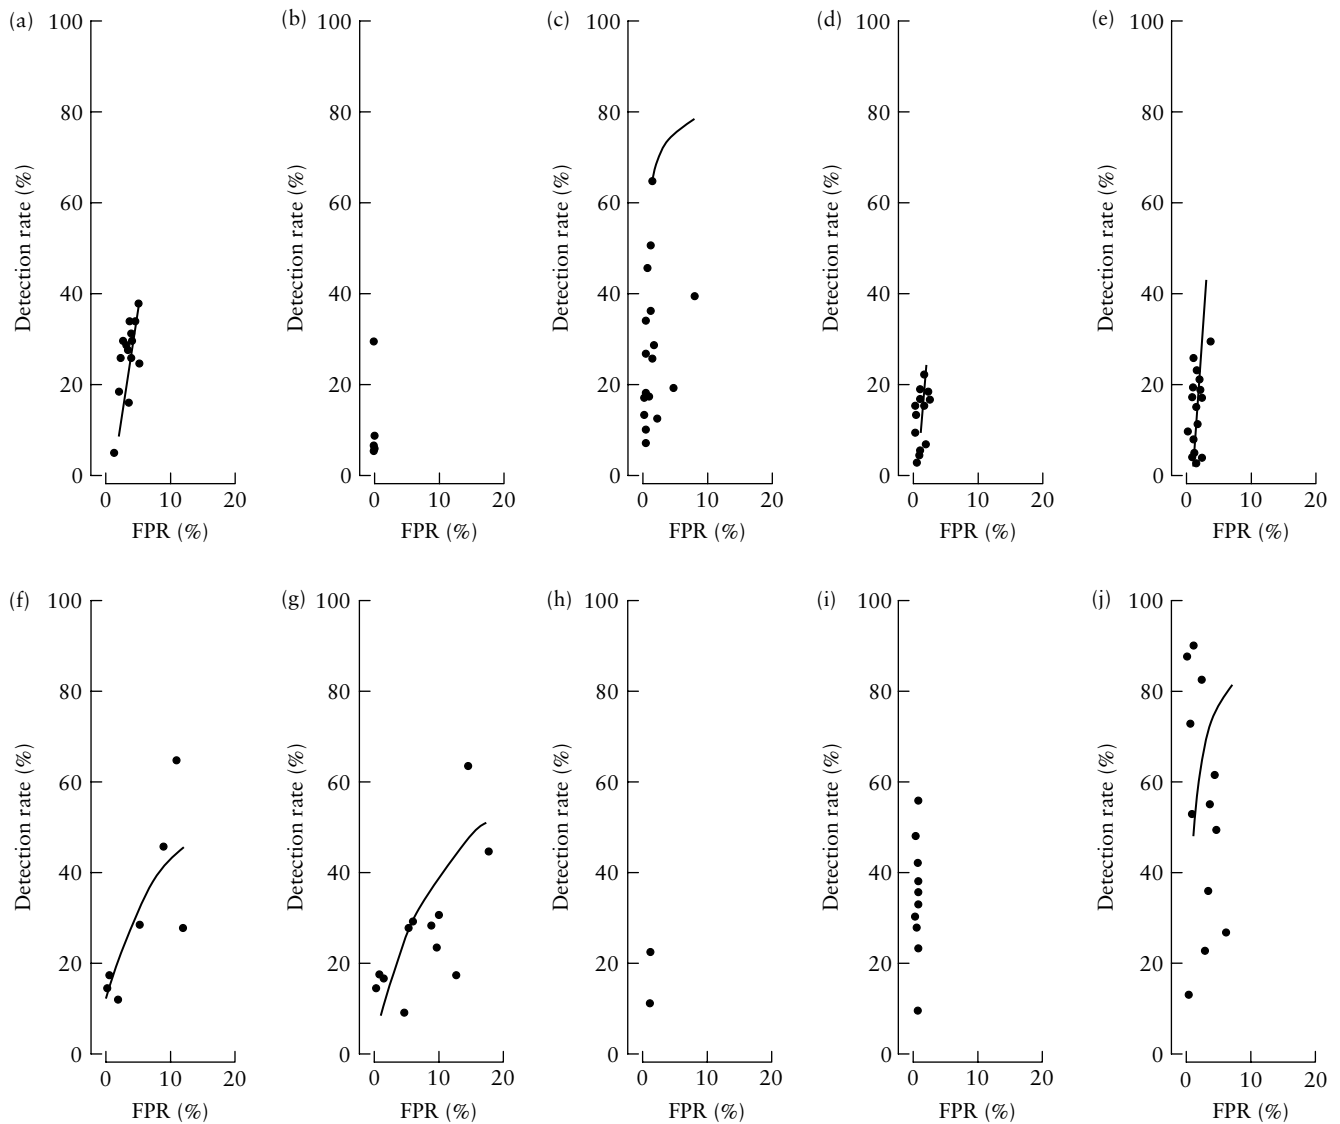 (a) 100 (b) 100 (c) 100 (d) 100 (e) 100
80 80 80 80 80
60 60 60 60 60
40 40 40 40 40
20 20 20 20 20
0 0 0 0 0
Detection rate (%) Detection rate (%) Detection rate (%) Detection rate (%) Detection rate (%)
0 10 20 0 10 20 0 10 20 0 10 20 0 10 20
FPR (%) FPR (%) FPR (%) FPR (%) FPR (%)
(f) 100 (g) 100 (h) 100 (i) 100 (j) 100
80 80 80 80 80
60 60 60 60 60
40 40 40 40 40
20 20 20 20 20
0 0 0 0 0
Detection rate (%) Detection rate (%) Detection rate (%) Detection rate (%) Detection rate (%)
0 10 20 0 10 20 0 10 20 0 10 20 0 10 20
FPR (%) FPR (%) FPR (%) FPR (%) FPR (%)